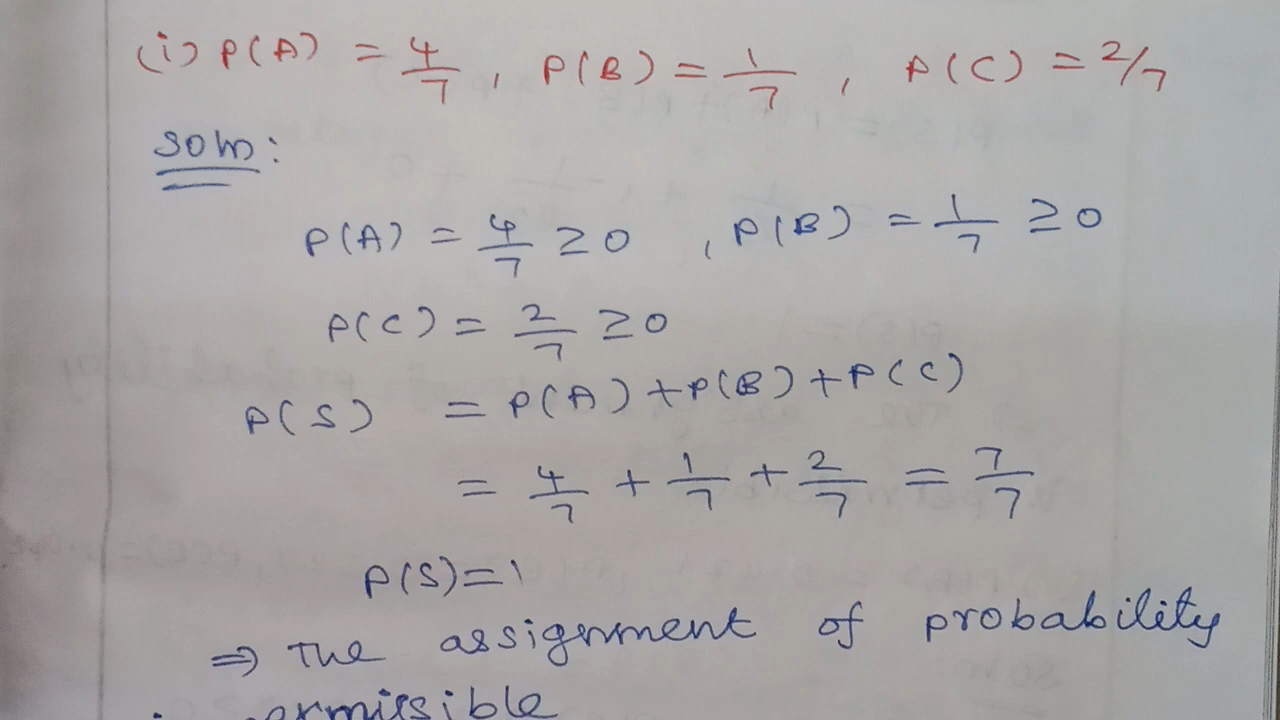 (i) P(A) = 4/7, P(B) = 1/7, P(C) = 2/7
Soln:
P(A) = 4/7 ≥ 0, P(B) = 1/7 ≥ 0
P(C) = 2/7 ≥ 0
P(S) = P(A) + P(B) + P(C)
= 4/7 + 1/7 + 2/7 = 7/7
P(S) = 1
⇒ The assignment of probability